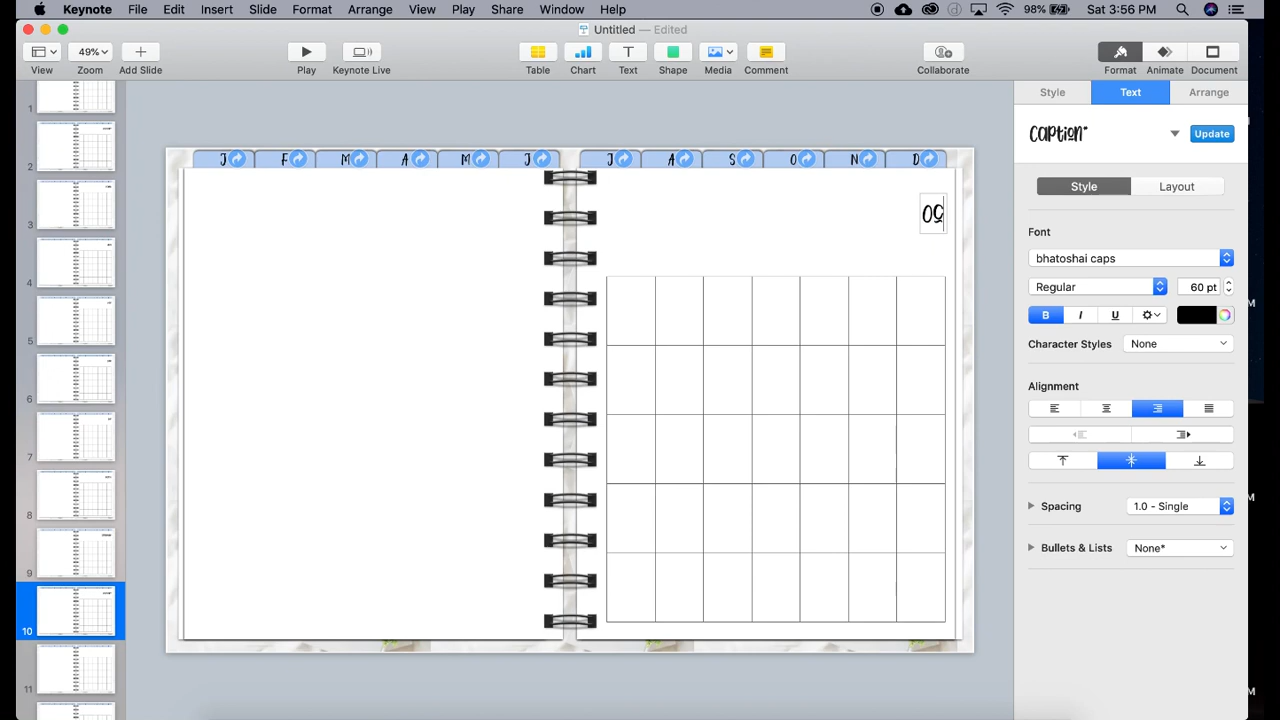 Keynote File Edit Insert Slide Format Arrange View Play Share Window Help 98% Sat 3:56 PM
Untitled — Edited
49%
View Zoom Add Slide Play Keynote Live Table Chart Text Shape Media Comment Collaborate Format Animate Document
Style Text Arrange
Caption* Update
Style Layout
Font
bhatoshai caps
Regular 60 pt
B I U
Character Styles None
Alignment
Spacing 1.0 - Single
Bullets & Lists None*
J F M A M J J A S O N D
1
2
3
4
5
6
7
8
9
10
11